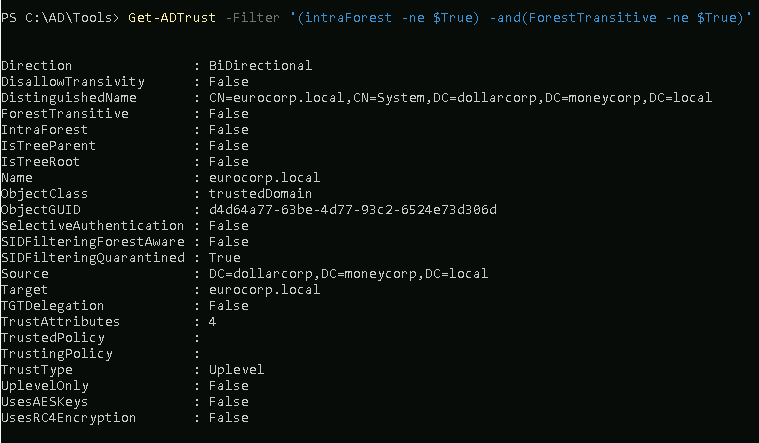 PS C:\AD\Tools> Get-ADTrust -Filter '(intraForest -ne $True) -and(ForestTransitive -ne $True)'
Direction : BiDirectional
DisallowTransivity : False
DistinguishedName : CN=eurocorp.local,CN=System,DC=dollarcorp,DC=moneycorp,DC=local
ForestTransitive : False
IntraForest : False
IsTreeParent : False
IsTreeRoot : False
Name : eurocorp.local
ObjectClass : trustedDomain
ObjectGUID : d4d64a77-63be-4d77-93c2-6524e73d306d
SelectiveAuthentication : False
SIDFilteringForestAware : False
SIDFilteringQuarantined : True
Source : DC=dollarcorp,DC=moneycorp,DC=local
Target : eurocorp.local
TGTDelegation : False
TrustAttributes : 4
TrustedPolicy :
TrustingPolicy :
TrustType : Uplevel
UplevelOnly : False
UsesAESKeys : False
UsesRC4Encryption : False